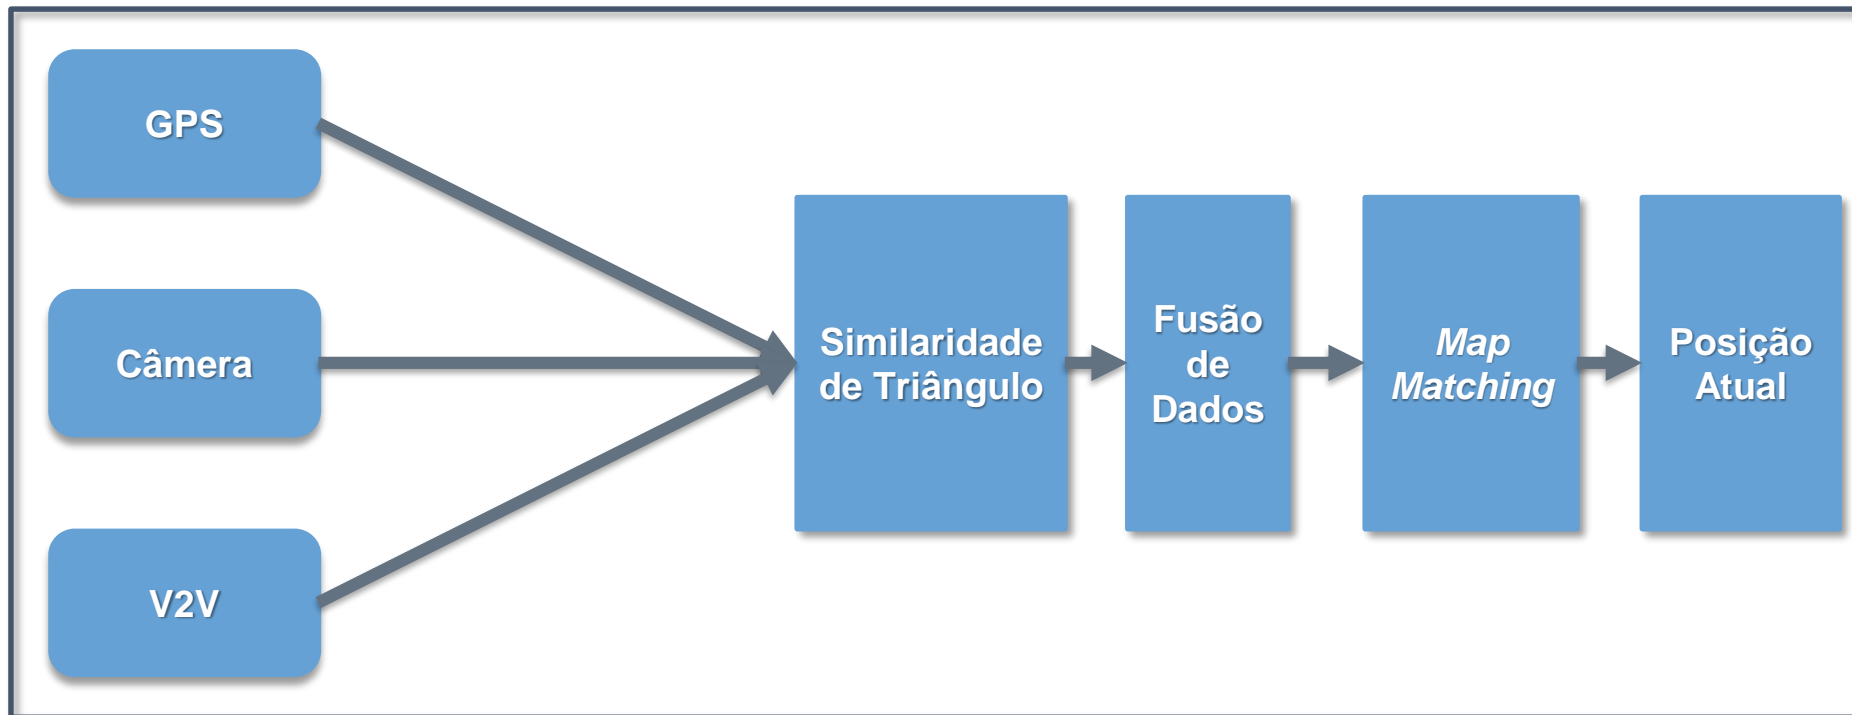 GPS
Câmera
V2V
Similaridade
de Triângulo
Fusão
de
Dados
Map
Matching
Posição
Atual